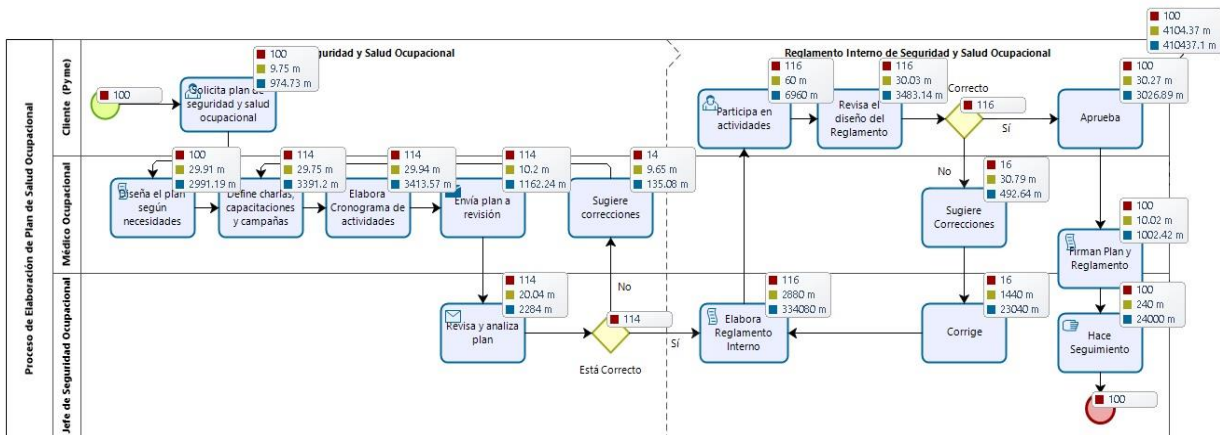 100
4104.37 m
410437.1 m
Proceso de Elaboración de Plan de Salud Ocupacional
guridad y Salud Ocupacional
Reglamento Interno de Seguridad y Salud Ocupacional
Cliente (Pyme)
100
100
9.75 m
974.73 m
Solicita plan de
seguridad y salud
ocupacional
116
60 m
6960 m
Participa en
actividades
116
30.03 m
3483.14 m
Revisa el
diseño del
Reglamento
Correcto
116
Sí
No
100
30.27 m
3026.89 m
Aprueba
Médico Ocupacional
100
29.91 m
2991.19 m
Diseña el plan
según
necesidades
114
29.75 m
3391.2 m
Define charlas,
capacitaciones
y campañas
114
29.94 m
3413.57 m
Elabora
Cronograma de
actividades
114
10.2 m
1162.24 m
Envía plan a
revisión
14
9.65 m
135.08 m
Sugiere
correcciones
16
30.79 m
492.64 m
Sugiere
Correcciones
100
10.02 m
1002.42 m
Firman Plan y
Reglamento
Jefe de Seguridad Ocupacional
114
20.04 m
2284 m
Revisa y analiza
plan
No
114
Sí
Está Correcto
116
2880 m
334080 m
Elabora
Reglamento
Interno
16
1440 m
23040 m
Corrige
100
240 m
24000 m
Hace
Seguimiento
100